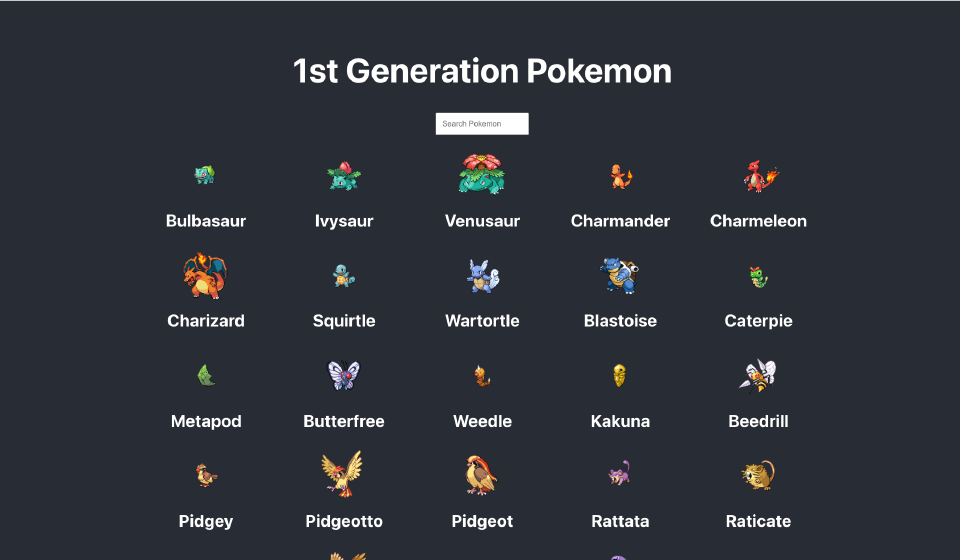 1st Generation Pokemon
Search Pokemon
Bulbasaur Ivysaur Venusaur Charmander Charmeleon
Charizard Squirtle Wartortle Blastoise Caterpie
Metapod Butterfree Weedle Kakuna Beedrill
Pidgey Pidgeotto Pidgeot Rattata Raticate